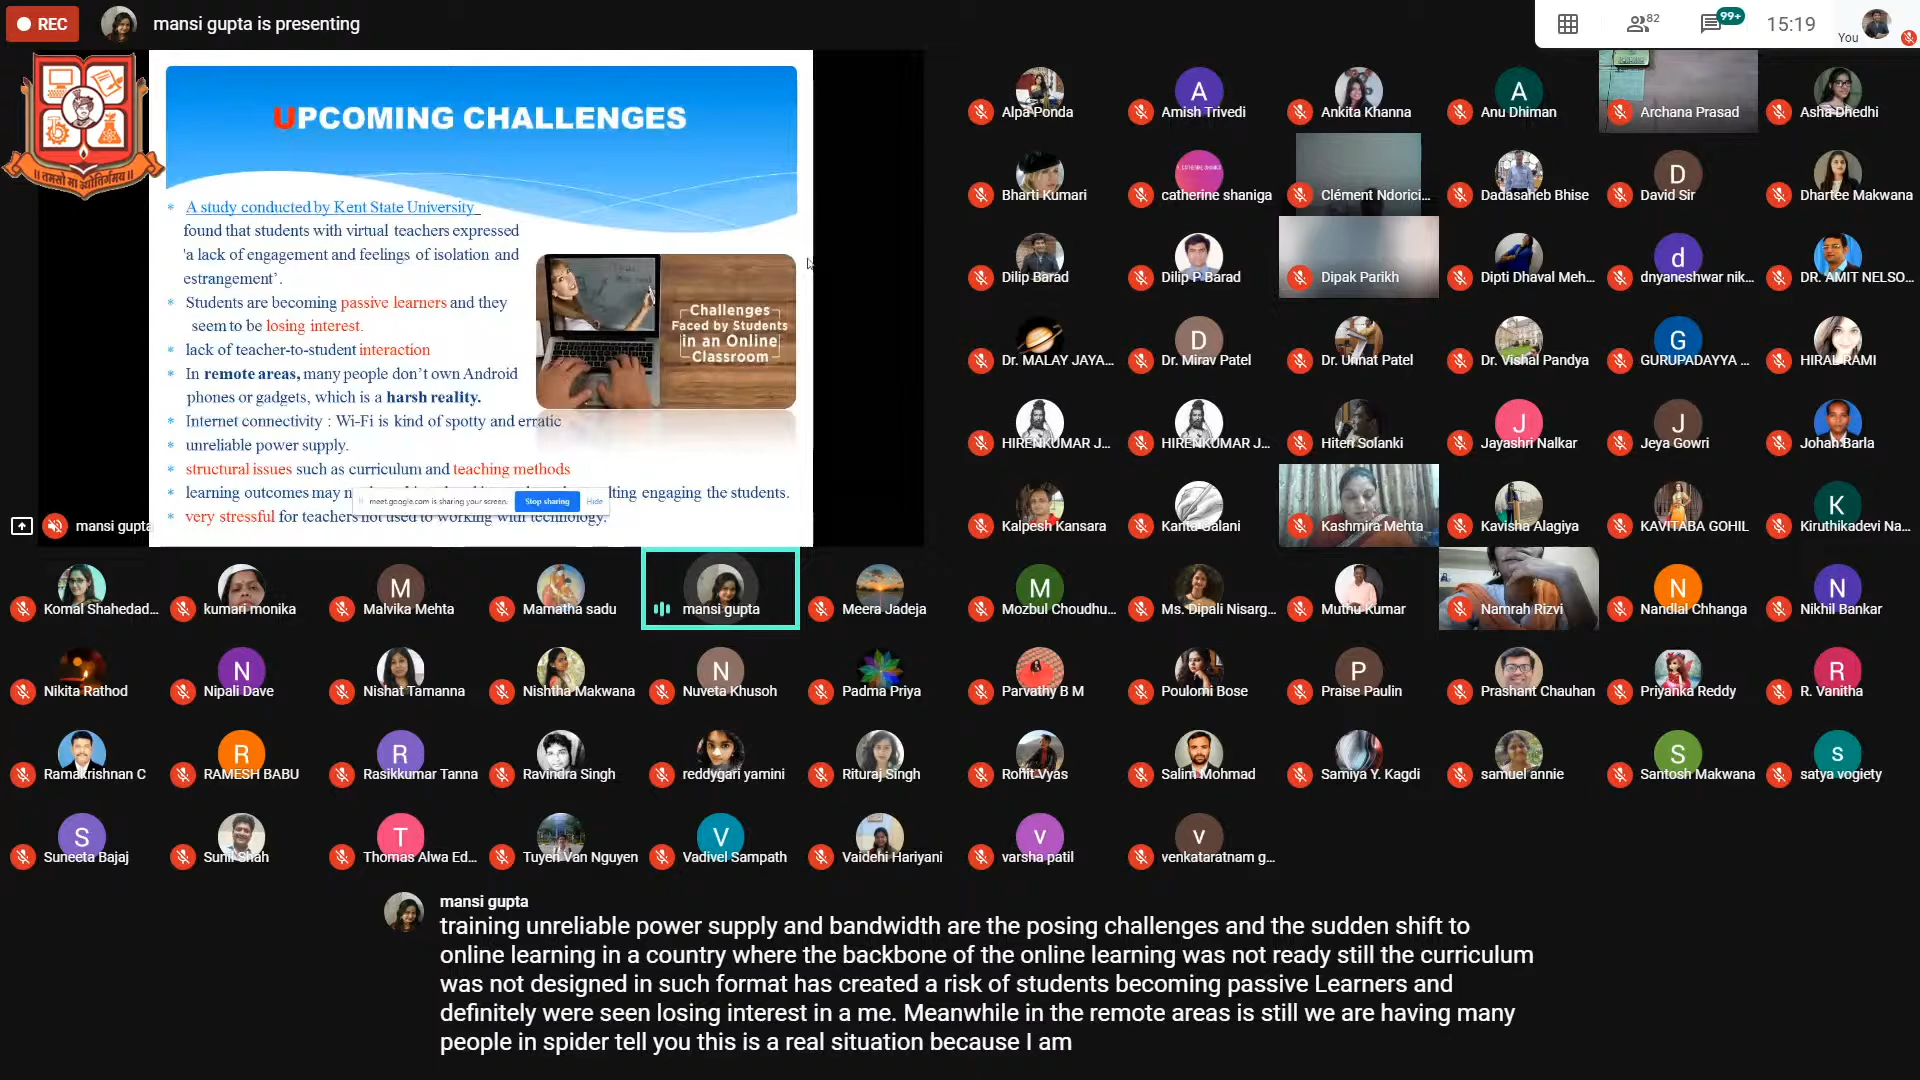 REC
mansi gupta is presenting
82
99+
15:19
You
॥ तमसो मा ज्योतिर्गमय ॥
UPCOMING CHALLENGES
* A study conducted by Kent State University
found that students with virtual teachers expressed
'a lack of engagement and feelings of isolation and
estrangement’.
* Students are becoming passive learners and they
seem to be losing interest.
* lack of teacher-to-student interaction
* In remote areas, many people don’t own Android
phones or gadgets, which is a harsh reality.
* Internet connectivity : Wi-Fi is kind of spotty and erratic
* unreliable power supply.
* structural issues such as curriculum and teaching methods
* learning outcomes may engaging the students.
* very stressful for teachers not used to working with technology.
Challenges
Faced by Students
in an Online
Classroom
meet.google.com is sharing your screen. Stop sharing Hide
mansi gupta
A A
Alpa Ponda Amish Trivedi Ankita Khanna Anu Dhiman Archana Prasad Asha Dhedhi
D
Bharti Kumari catherine shaniga Clément Ndorici... Dadasaheb Bhise David Sir Dhartee Makwana
d
Dilip Barad Dilip P Barad Dipak Parikh Dipti Dhaval Meh... dnyaneshwar nik... DR. AMIT NELSO...
D G
Dr. MALAY JAYA... Dr. Mirav Patel Dr. Unnat Patel Dr. Vishal Pandya GURUPADAYYA ... HIRAL RAMI
J J
HIRENKUMAR J... HIRENKUMAR J... Hiten Solanki Jayashri Nalkar Jeya Gowri Johan Barla
K
Kalpesh Kansara Kashmira Mehta Kavisha Alagiya KAVITABA GOHIL Kiruthikadevi Na...
M M N N
Komal Shahedad... kumari monika Malvika Mehta Mamatha sadu mansi gupta Meera Jadeja Mozbul Choudhu... Ms. Dipali Nisarg... Muthu Kumar Namrah Rizvi Nandlal Chhanga Nikhil Bankar
N N P R
Nikita Rathod Nipali Dave Nishat Tamanna Nishtha Makwana Nuveta Khusoh Padma Priya Parvathy B M Poulomi Bose Praise Paulin Prashant Chauhan Priyanka Reddy R. Vanitha
R R S s
Ramakrishnan C RAMESH BABU Rasikkumar Tanna Ravindra Singh reddygari yamini Rituraj Singh Rohit Vyas Salim Mohmad Samiya Y. Kagdi samuel annie Santosh Makwana satya vogiety
S T V v v
Suneeta Bajaj Sunil Shah Thomas Alwa Ed... Tuyen Van Nguyen Vadivel Sampath Vaidehi Hariyani varsha patil venkataratnam g...
mansi gupta
training unreliable power supply and bandwidth are the posing challenges and the sudden shift to
online learning in a country where the backbone of the online learning was not ready still the curriculum
was not designed in such format has created a risk of students becoming passive Learners and
definitely were seen losing interest in a me. Meanwhile in the remote areas is still we are having many
people in spider tell you this is a real situation because I am